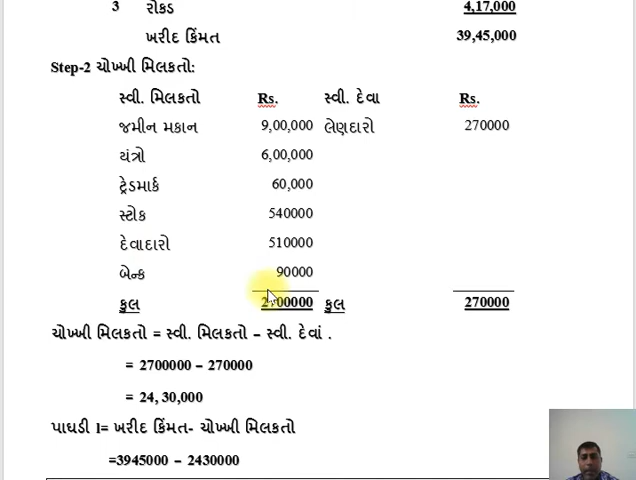 3 રોકડ 4,17,000
ખરીદ કિંમત 39,45,000
Step-2 ચોખ્ખી મિલકતો:
સ્વી. મિલકતો Rs. સ્વી. દેવા Rs.
જમીન મકાન 9,00,000 લેણદારો 270000
યંત્રો 6,00,000
ટ્રેડમાર્ક 60,000
સ્ટોક 540000
દેવાદારો 510000
બેન્ક 90000
કુલ 2700000 કુલ 270000
ચોખ્ખી મિલકતો = સ્વી. મિલકતો – સ્વી. દેવાં .
= 2700000 – 270000
= 24, 30,000
પાઘડી l= ખરીદ કિંમત- ચોખ્ખી મિલકતો
=3945000 – 2430000